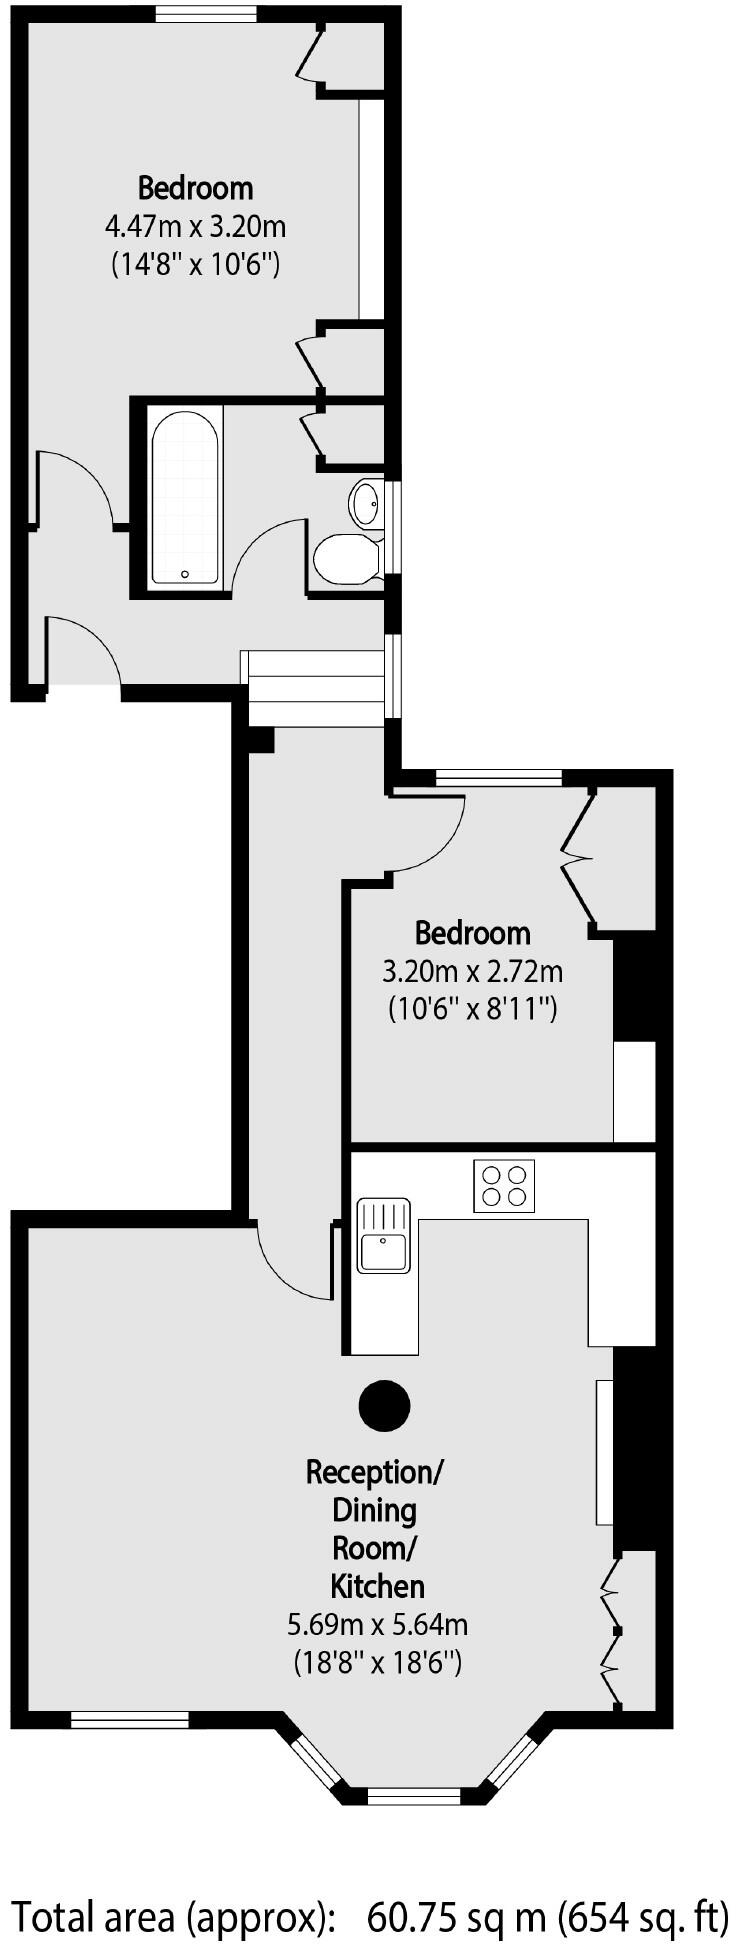 Bedroom
4.47m x 3.20m
(14'8" x 10'6")
Bedroom
3.20m x 2.72m
(10'6" x 8'11")
Reception/
Dining
Room/
Kitchen
5.69m x 5.64m
(18'8" x 18'6")
Total area (approx): 60.75 sq m (654 sq. ft)